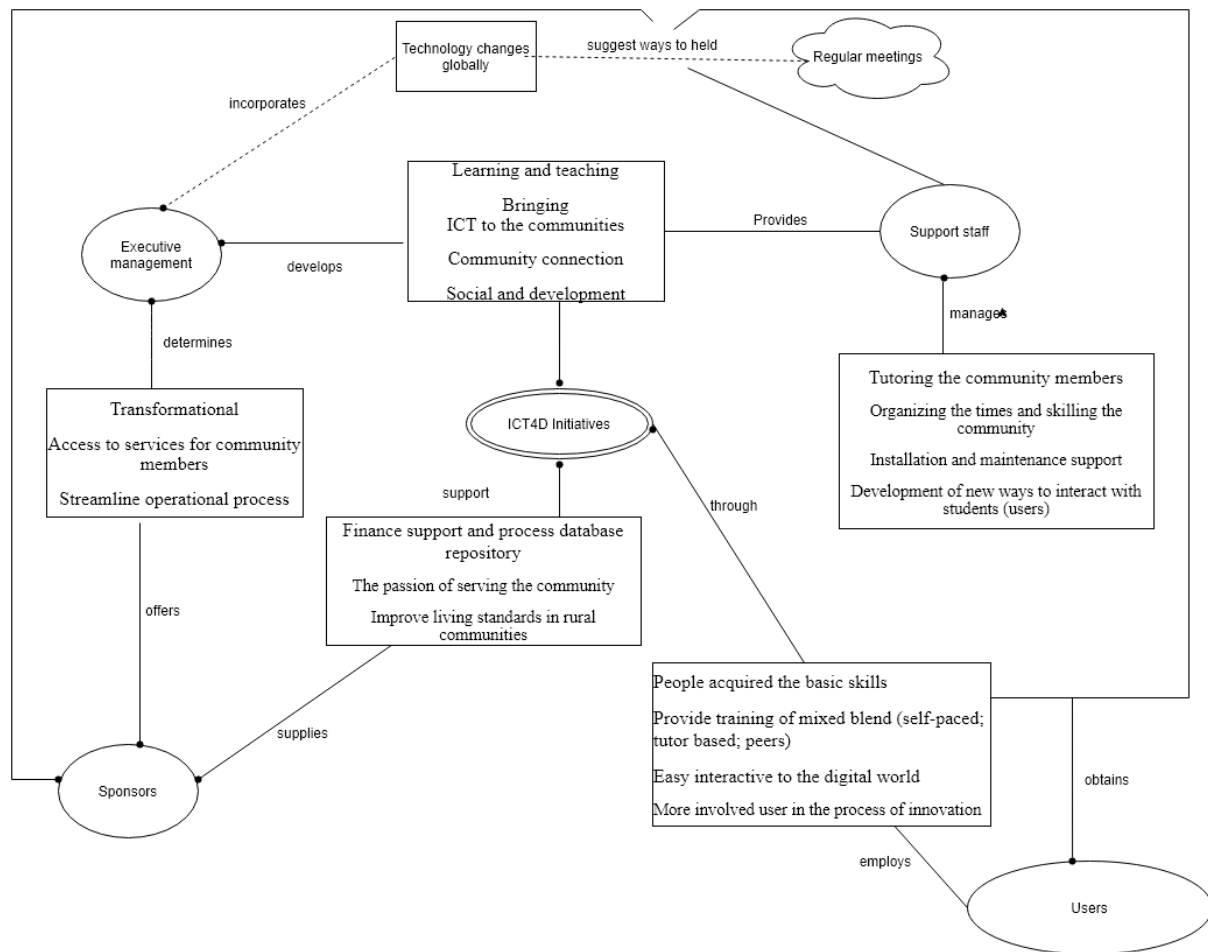 suggest ways to held
Technology changes
globally
Regular meetings
incorporates
Learning and teaching
Bringing
ICT to the communities
Community connection
Social and development
Provides
Support staff
Executive
management
develops
manages
determines
Tutoring the community members
Organizing the times and skilling the
community
Installation and maintenance support
Development of new ways to interact with
students (users)
Transformational
Access to services for community
members
Streamline operational process
ICT4D Initiatives
support
through
Finance support and process database
repository
The passion of serving the community
Improve living standards in rural
communities
offers
supplies
People acquired the basic skills
Provide training of mixed blend (self-paced;
tutor based; peers)
Easy interactive to the digital world
More involved user in the process of innovation
obtains
Sponsors
employs
Users